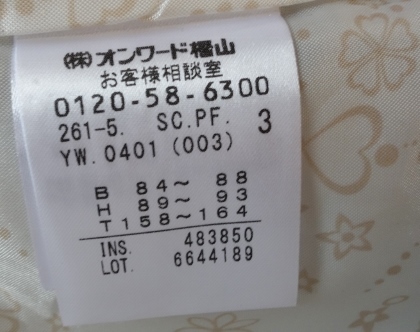 (株)オンワード樫山
お客様相談室
0120-58-6300
261-5. SC.PF. 3
YW.0401(003)
B 84～ 88
H 89～ 93
T158～164
INS. 483850
LOT. 6644189